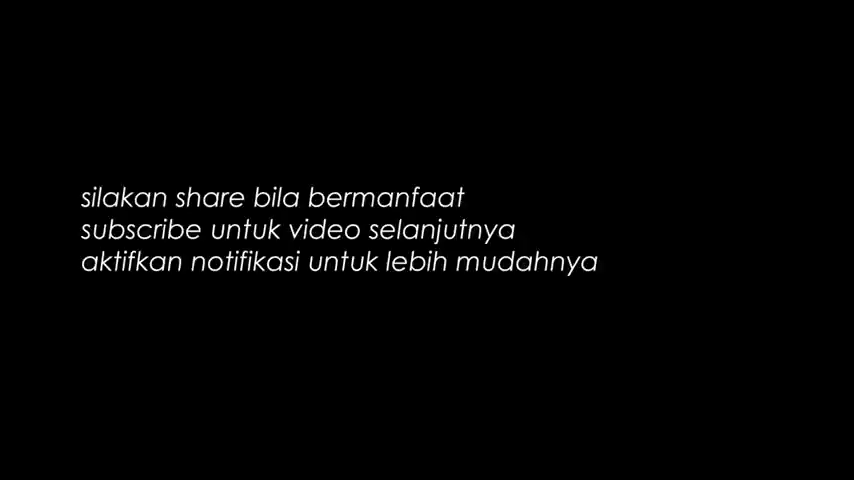 silakan share bila bermanfaat
subscribe untuk video selanjutnya
aktifkan notifikasi untuk lebih mudahnya